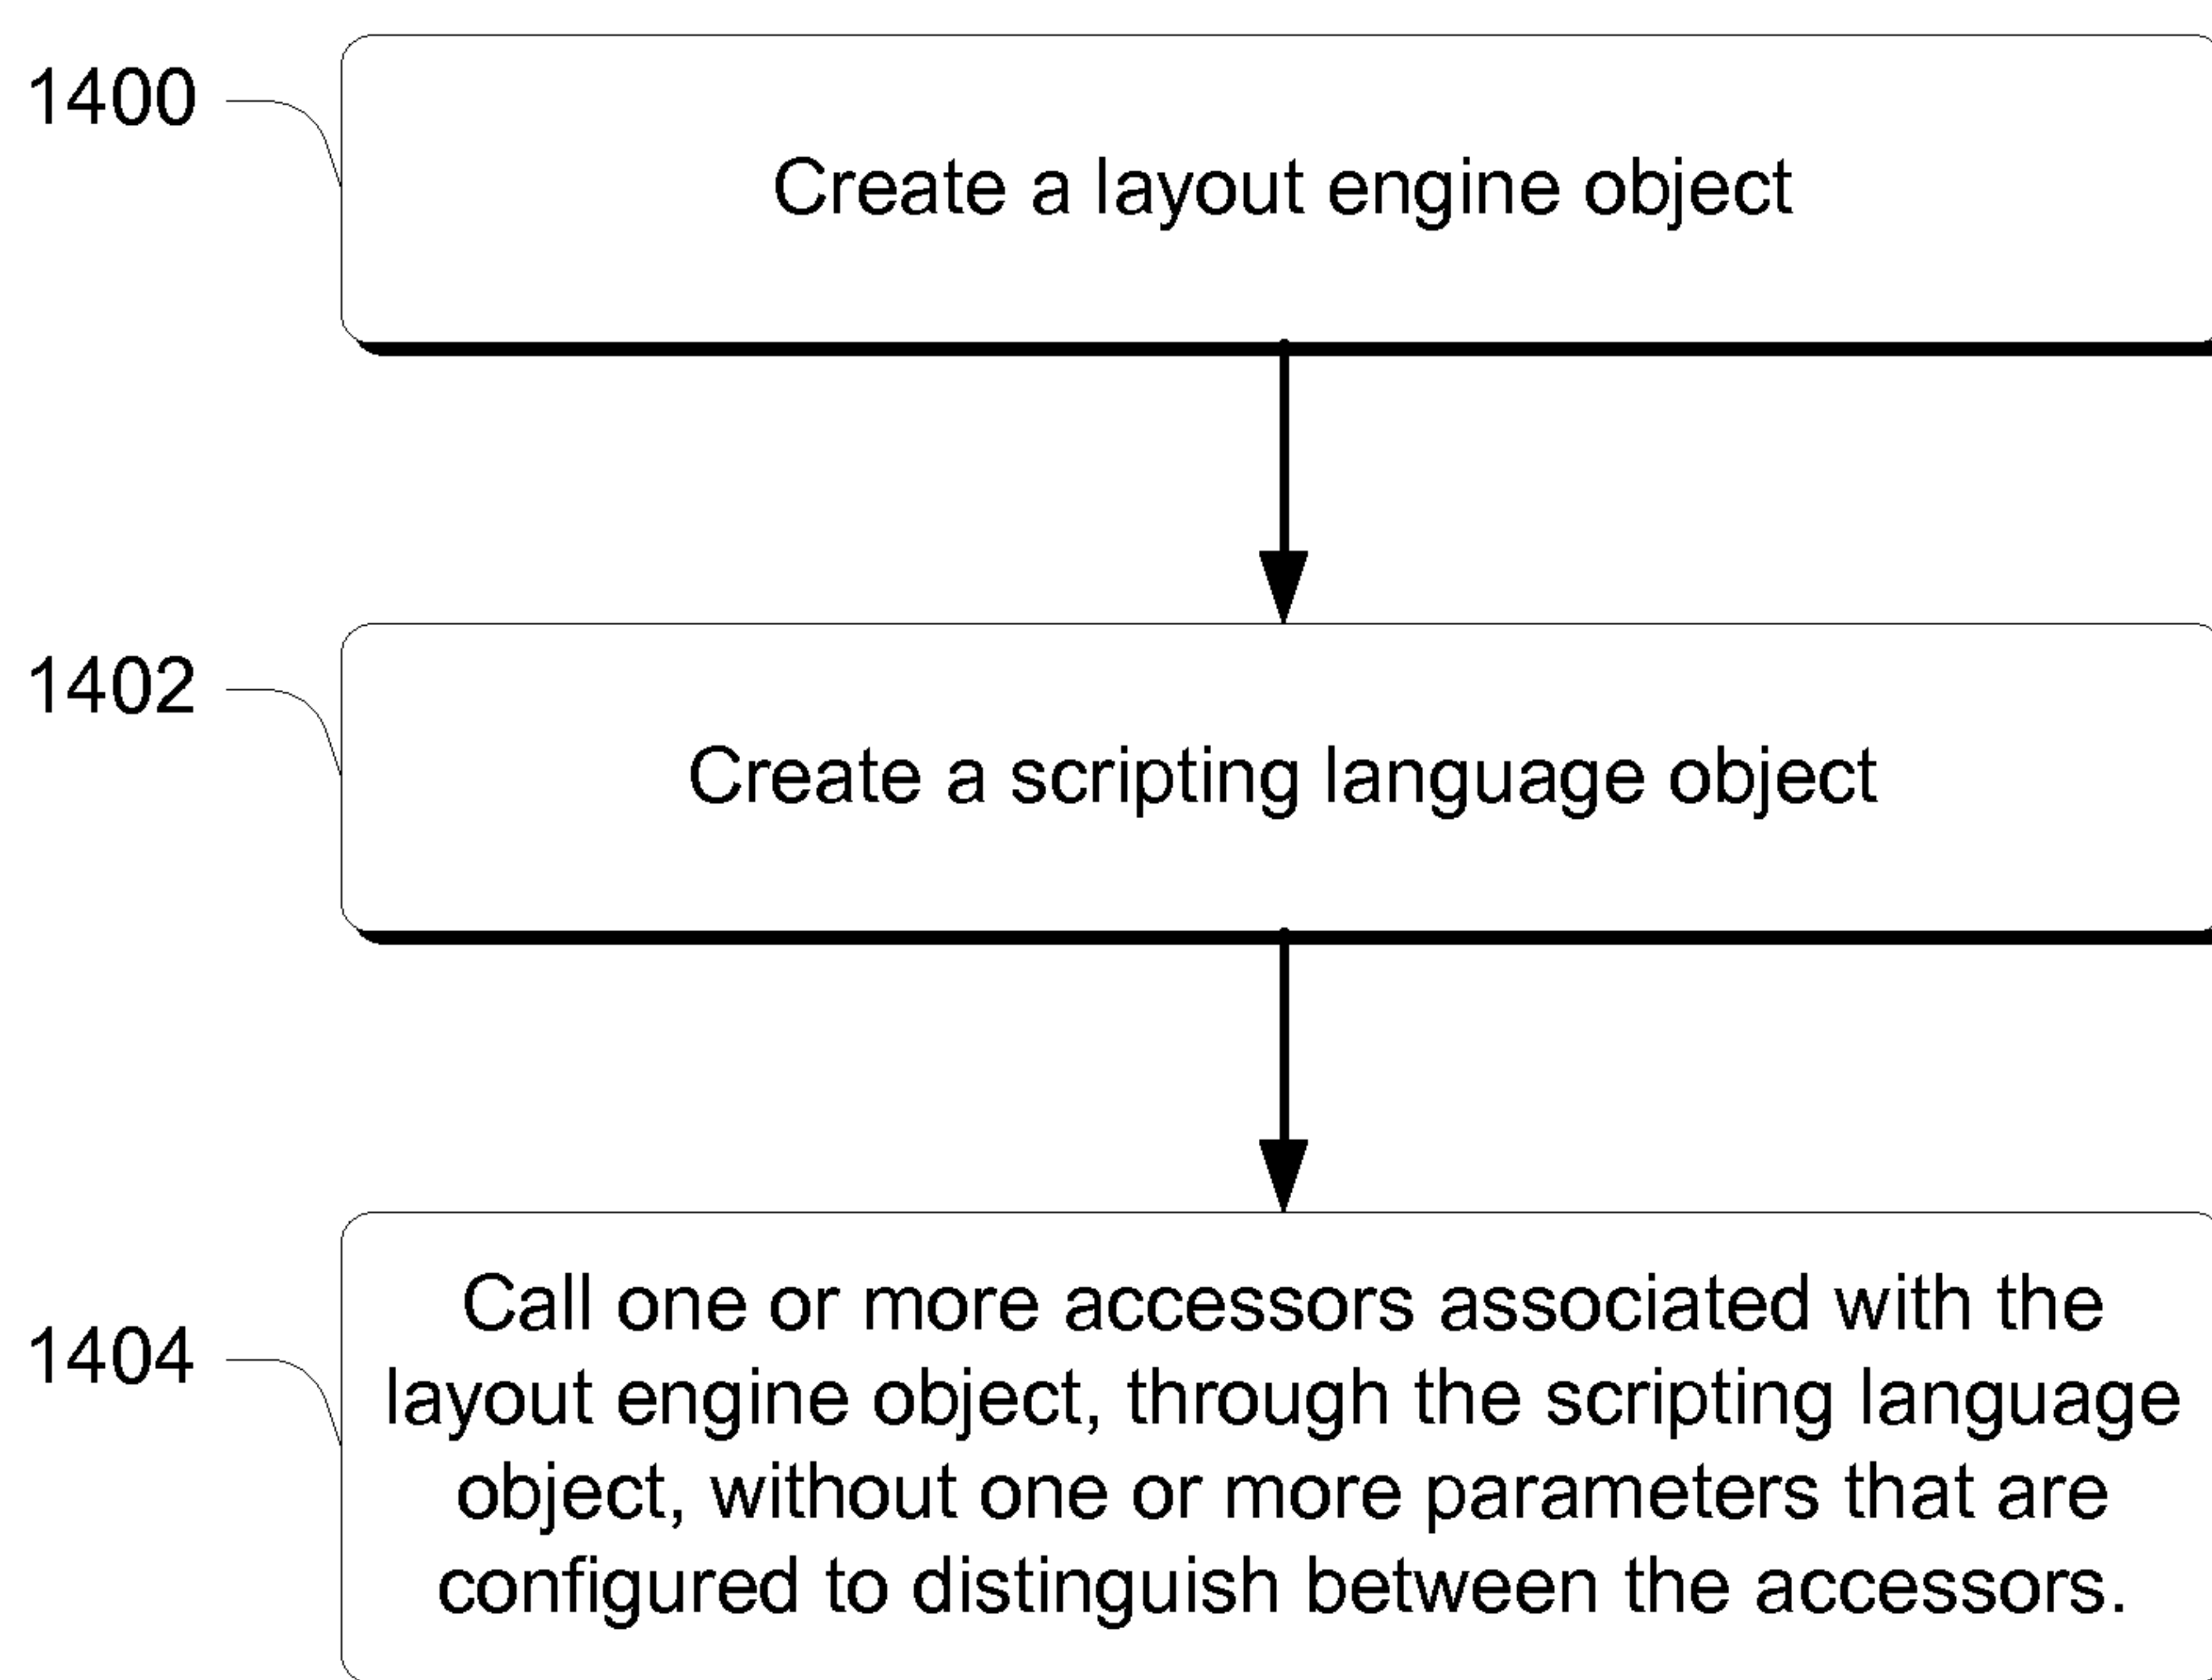 1400
Create a layout engine object
1402
Create a scripting language object
1404
Call one or more accessors associated with the
layout engine object, through the scripting language
object, without one or more parameters that are
configured to distinguish between the accessors.